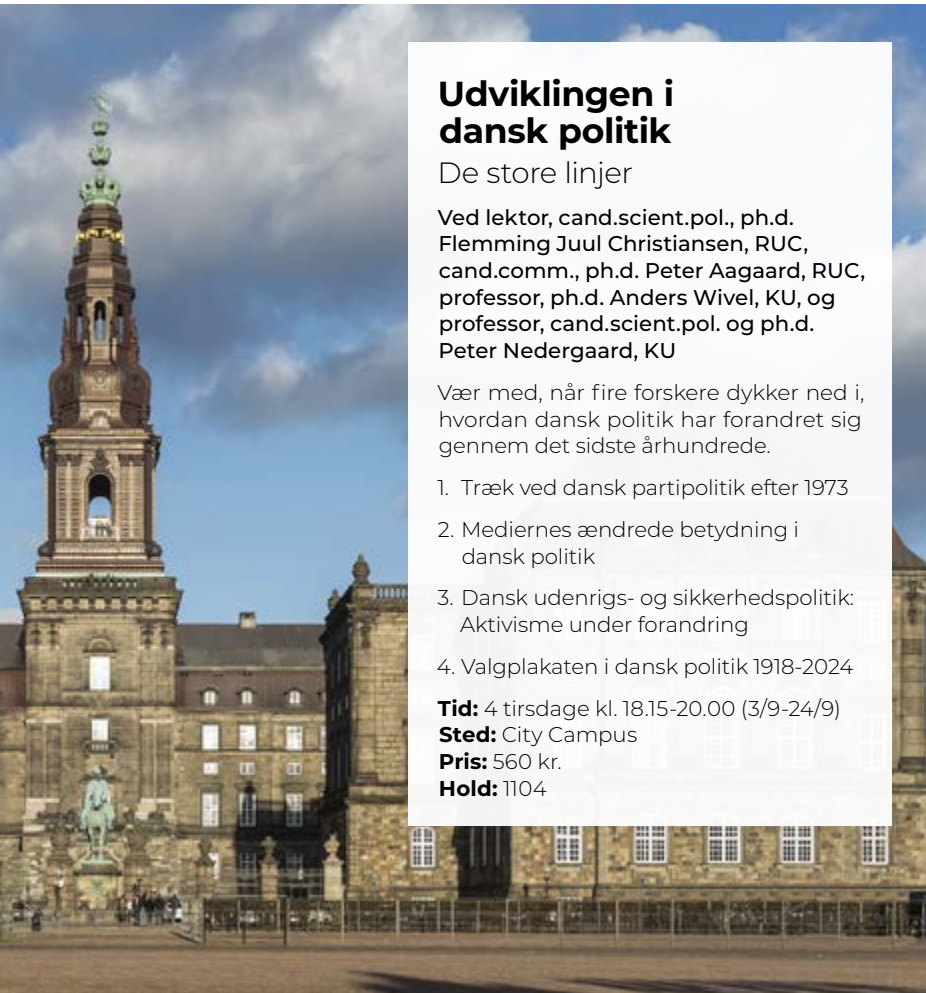 Udviklingen i
dansk politik
De store linjer
Ved lektor, cand.scient.pol., ph.d.
Flemming Juul Christiansen, RUC,
cand.comm., ph.d. Peter Aagaard, RUC,
professor, ph.d. Anders Wivel, KU, og
professor, cand.scient.pol. og ph.d.
Peter Nedergaard, KU
Vær med, når fire forskere dykker ned i,
hvordan dansk politik har forandret sig
gennem det sidste århundrede.
1. Træk ved dansk partipolitik efter 1973
2. Mediernes ændrede betydning i
dansk politik
3. Dansk udenrigs- og sikkerhedspolitik:
Aktivisme under forandring
4. Valgplakaten i dansk politik 1918-2024
Tid: 4 tirsdage kl. 18.15-20.00 (3/9-24/9)
Sted: City Campus
Pris: 560 kr.
Hold: 1104